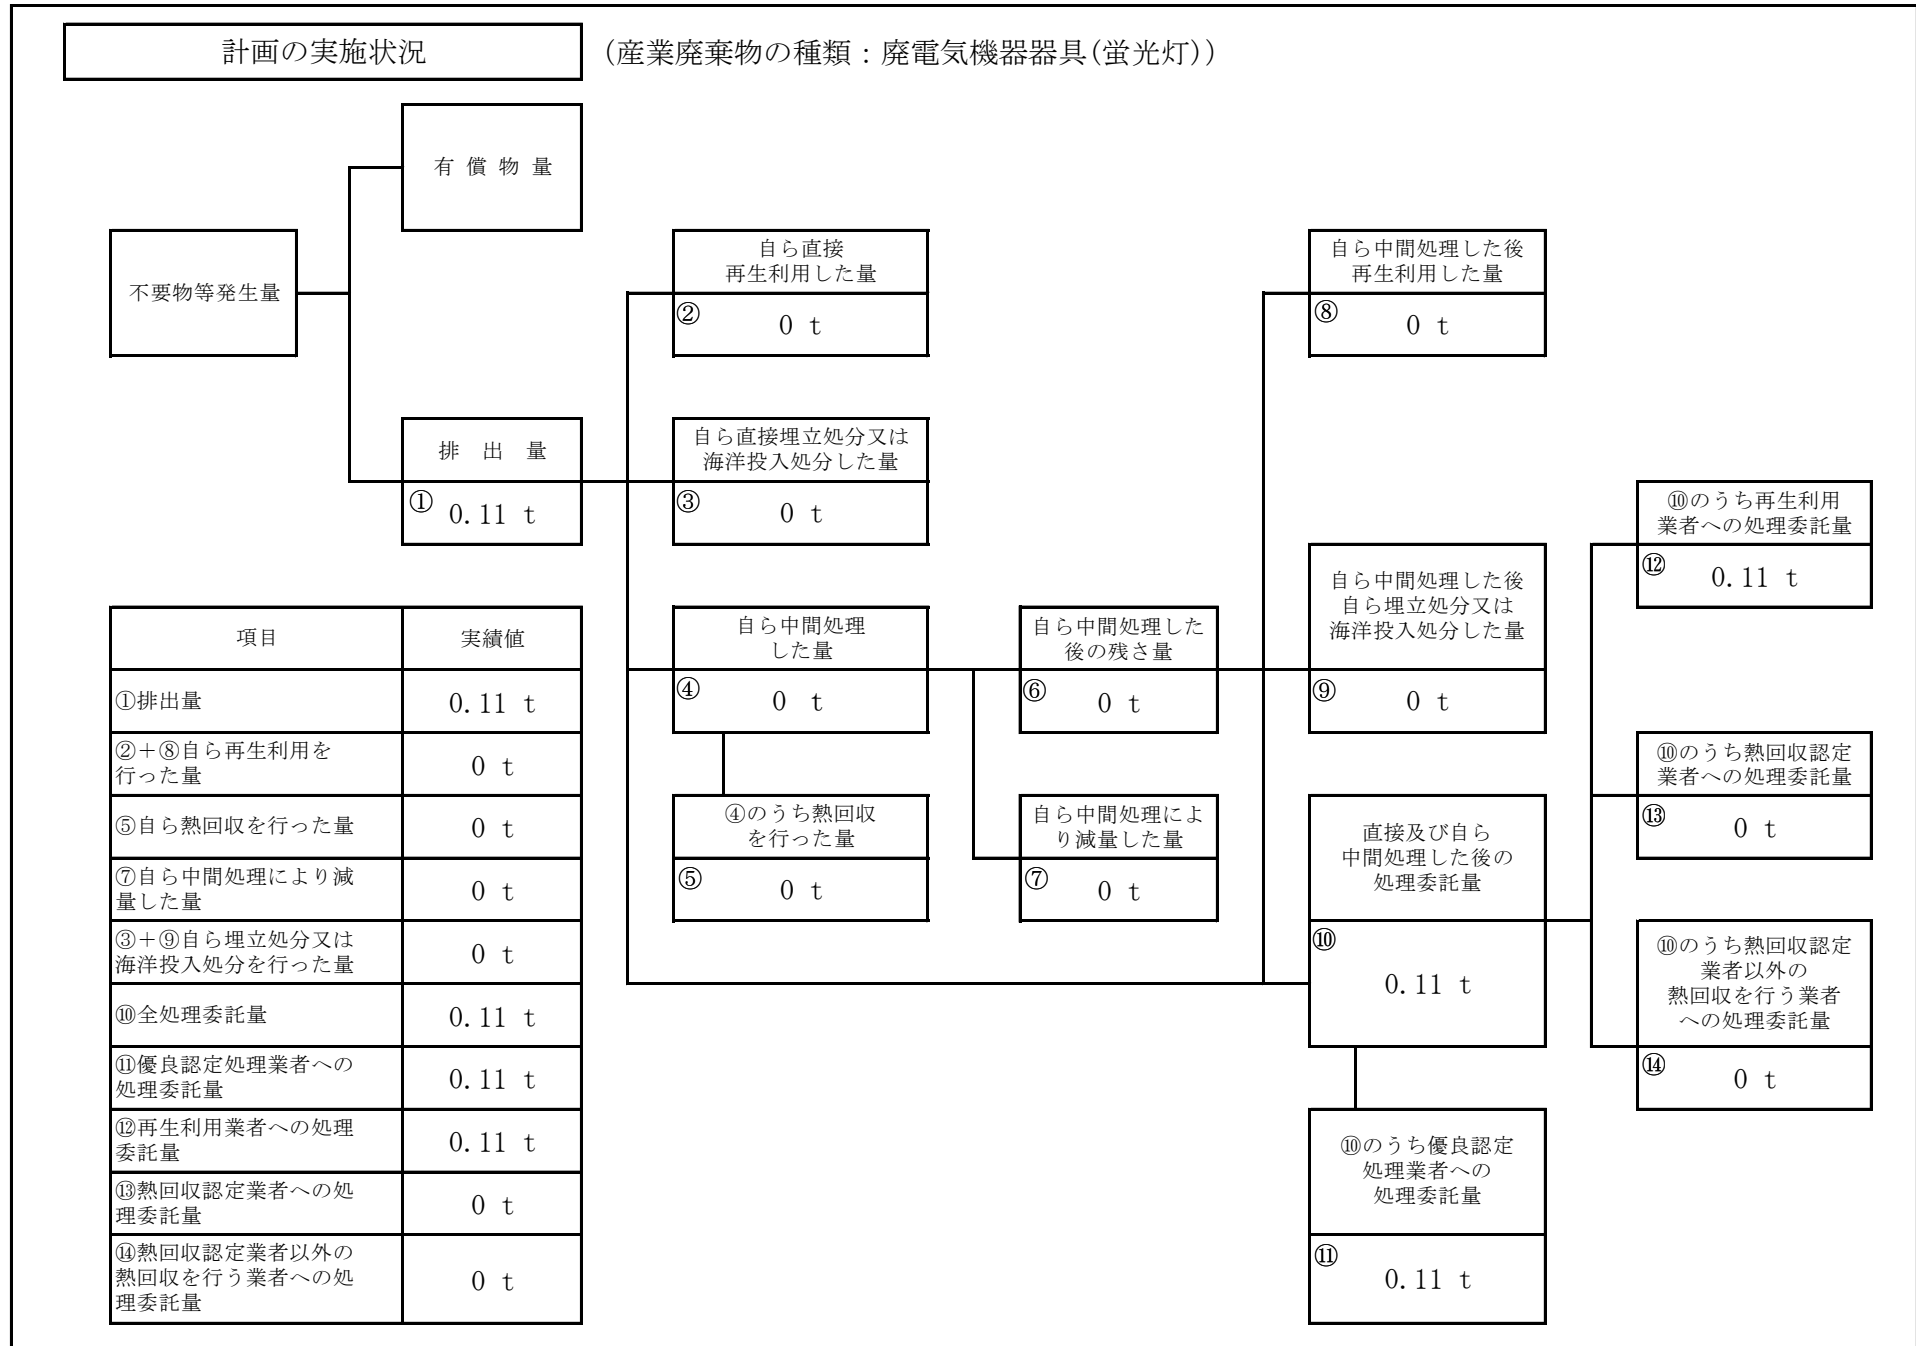 計画の実施状況
(産業廃棄物の種類：廃電気機器器具(蛍光灯))
有 償 物 量
不要物等発生量
自ら直接
再生利用した量
② 0 t
自ら中間処理した後
再生利用した量
⑧ 0 t
排 出 量
① 0.11 t
自ら直接埋立処分又は
海洋投入処分した量
③ 0 t
⑩のうち再生利用
業者への処理委託量
⑫ 0.11 t
自ら中間処理した後
自ら埋立処分又は
海洋投入処分した量
⑨ 0 t
自ら中間処理
した量
④ 0 t
自ら中間処理した
後の残さ量
⑥ 0 t
⑩のうち熱回収認定
業者への処理委託量
⑬ 0 t
④のうち熱回収
を行った量
⑤ 0 t
自ら中間処理によ
り減量した量
⑦ 0 t
直接及び自ら
中間処理した後の
処理委託量
⑩ 0.11 t
⑩のうち熱回収認定
業者以外の
熱回収を行う業者
への処理委託量
⑭ 0 t
⑩のうち優良認定
処理業者への
処理委託量
⑪ 0.11 t
項目 実績値
①排出量 0.11 t
②＋⑧自ら再生利用を
行った量 0 t
⑤自ら熱回収を行った量 0 t
⑦自ら中間処理により減
量した量 0 t
③＋⑨自ら埋立処分又は
海洋投入処分を行った量 0 t
⑩全処理委託量 0.11 t
⑪優良認定処理業者への
処理委託量 0.11 t
⑫再生利用業者への処理
委託量 0.11 t
⑬熱回収認定業者への処
理委託量 0 t
⑭熱回収認定業者以外の
熱回収を行う業者への処
理委託量 0 t